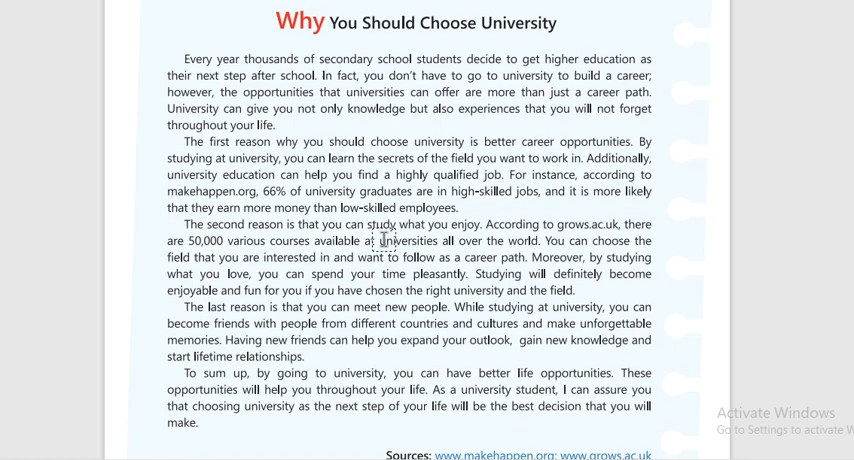 Why You Should Choose University
Every year thousands of secondary school students decide to get higher education as
their next step after school. In fact, you don't have to go to university to build a career;
however, the opportunities that universities can offer are more than just a career path.
University can give you not only knowledge but also experiences that you will not forget
throughout your life.
The first reason why you should choose university is better career opportunities. By
studying at university, you can learn the secrets of the field you want to work in. Additionally,
university education can help you find a highly qualified job. For instance, according to
makehappen.org, 66% of university graduates are in high-skilled jobs, and it is more likely
that they earn more money than low-skilled employees.
The second reason is that you can study what you enjoy. According to grows.ac.uk, there
are 50,000 various courses available at universities all over the world. You can choose the
field that you are interested in and want to follow as a career path. Moreover, by studying
what you love, you can spend your time pleasantly. Studying will definitely become
enjoyable and fun for you if you have chosen the right university and the field.
The last reason is that you can meet new people. While studying at university, you can
become friends with people from different countries and cultures and make unforgettable
memories. Having new friends can help you expand your outlook, gain new knowledge and
start lifetime relationships.
To sum up, by going to university, you can have better life opportunities. These
opportunities will help you throughout your life. As a university student, I can assure you
that choosing university as the next step of your life will be the best decision that you will
make.
Activate Windows
Go to Settings to activate W
Sources: www.makehappen.org; www.grows.ac.uk